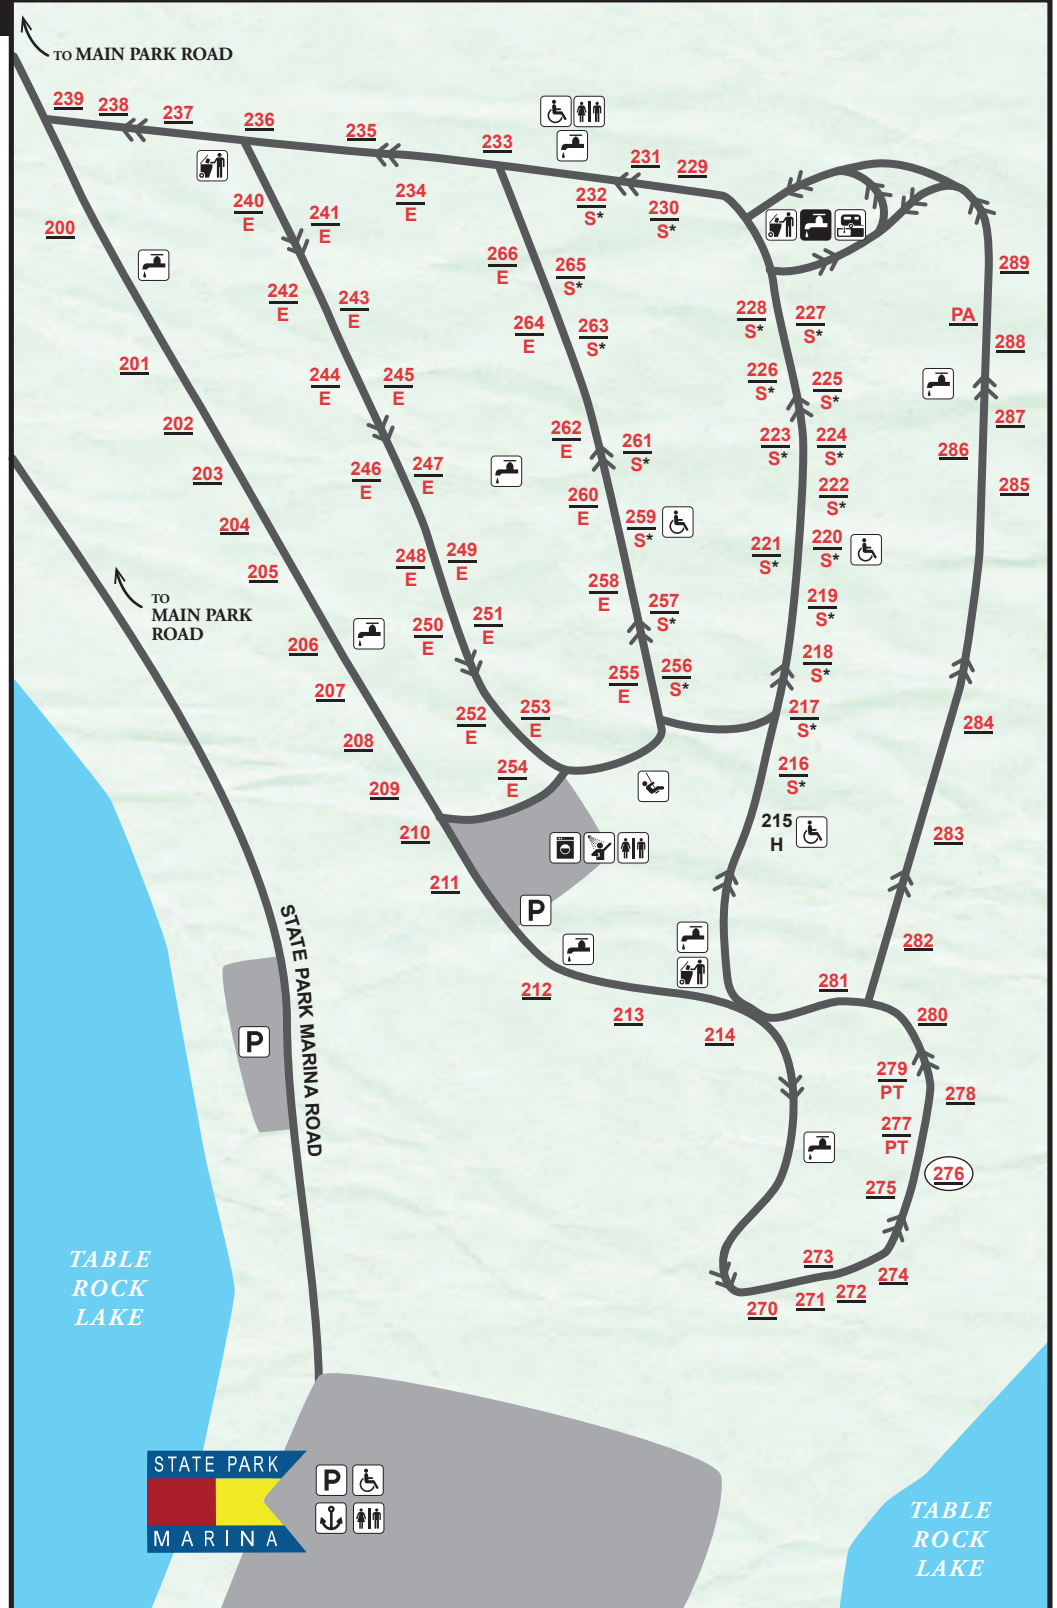 TO MAIN PARK ROAD
239
238
237
236
235
233
231
229
232
S*
230
S*
234
E
240
E
241
E
200
266
E
265
S*
289
242
E
243
E
228
S*
227
S*
PA
264
E
263
S*
288
201
244
E
245
E
226
S*
225
S*
202
262
E
261
S*
223
S*
224
S*
287
286
203
246
E
247
E
222
S*
285
260
E
259
S*
204
248
E
249
E
221
S*
220
S*
205
TO
MAIN PARK
ROAD
258
E
257
S*
219
S*
250
E
251
E
206
218
S*
255
E
256
S*
207
252
E
253
E
217
S*
284
208
254
E
216
S*
209
210
215
H
283
211
P
STATE PARK MARINA ROAD
282
212
281
213
280
214
P
279
PT
278
277
PT
276
275
273
274
272
271
270
TABLE
ROCK
LAKE
STATE PARK
MARINA
P
TABLE
ROCK
LAKE